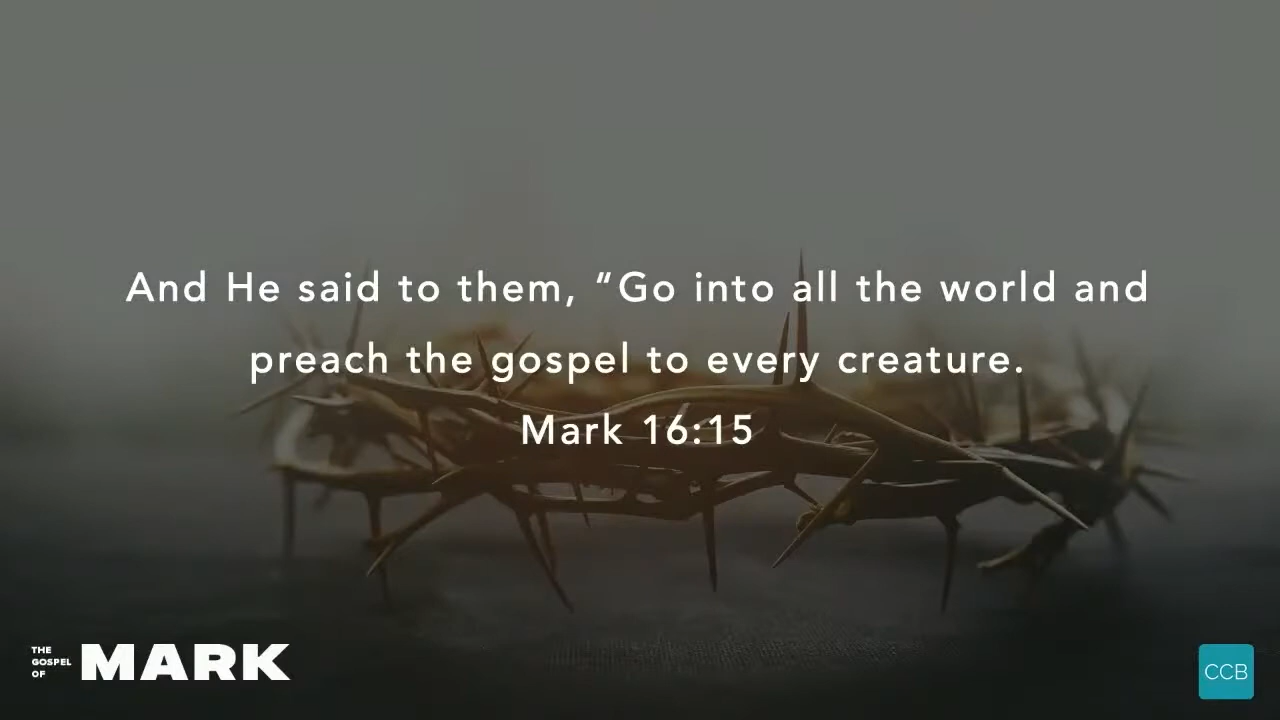 And He said to them, “Go into all the world and
preach the gospel to every creature.
Mark 16:15
THE
GOSPEL
OF
MARK
CCB